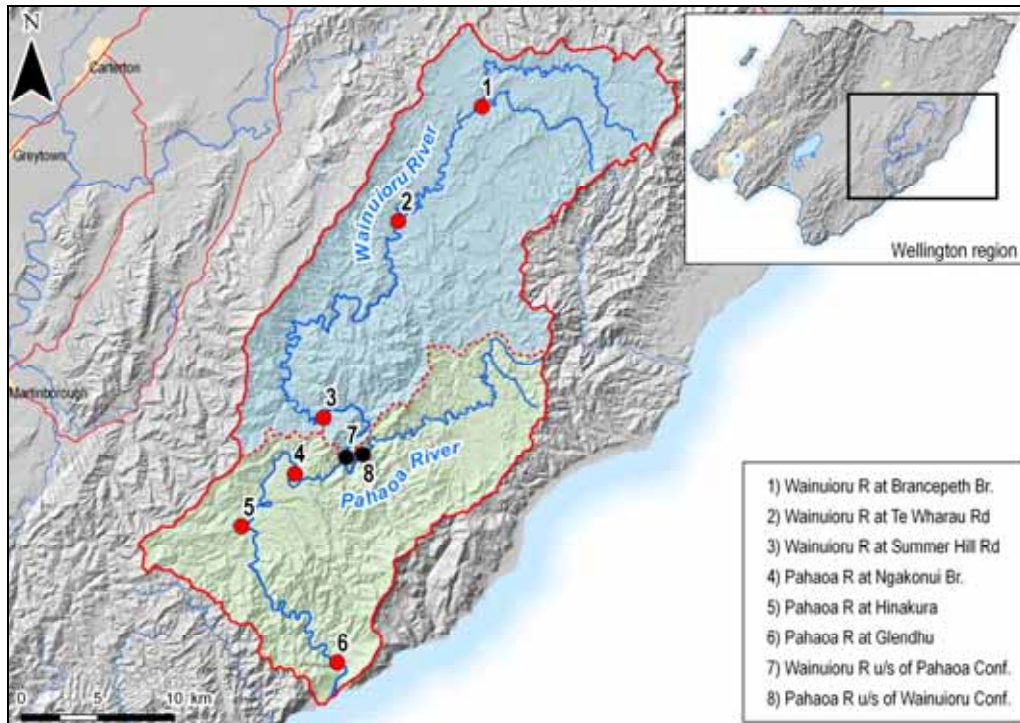 N
Carterton
Greytown
Martinborough
Wainuioru River
Pahaoa River
1
2
3
4
5
6
7
8
0 5 10 km
Wellington region
1) Wainuioru R at Brancepeth Br.
2) Wainuioru R at Te Wharau Rd
3) Wainuioru R at Summer Hill Rd
4) Pahaoa R at Ngakonui Br.
5) Pahaoa R at Hinakura
6) Pahaoa R at Glendhu
7) Wainuioru R u/s of Pahaoa Conf.
8) Pahaoa R u/s of Wainuioru Conf.